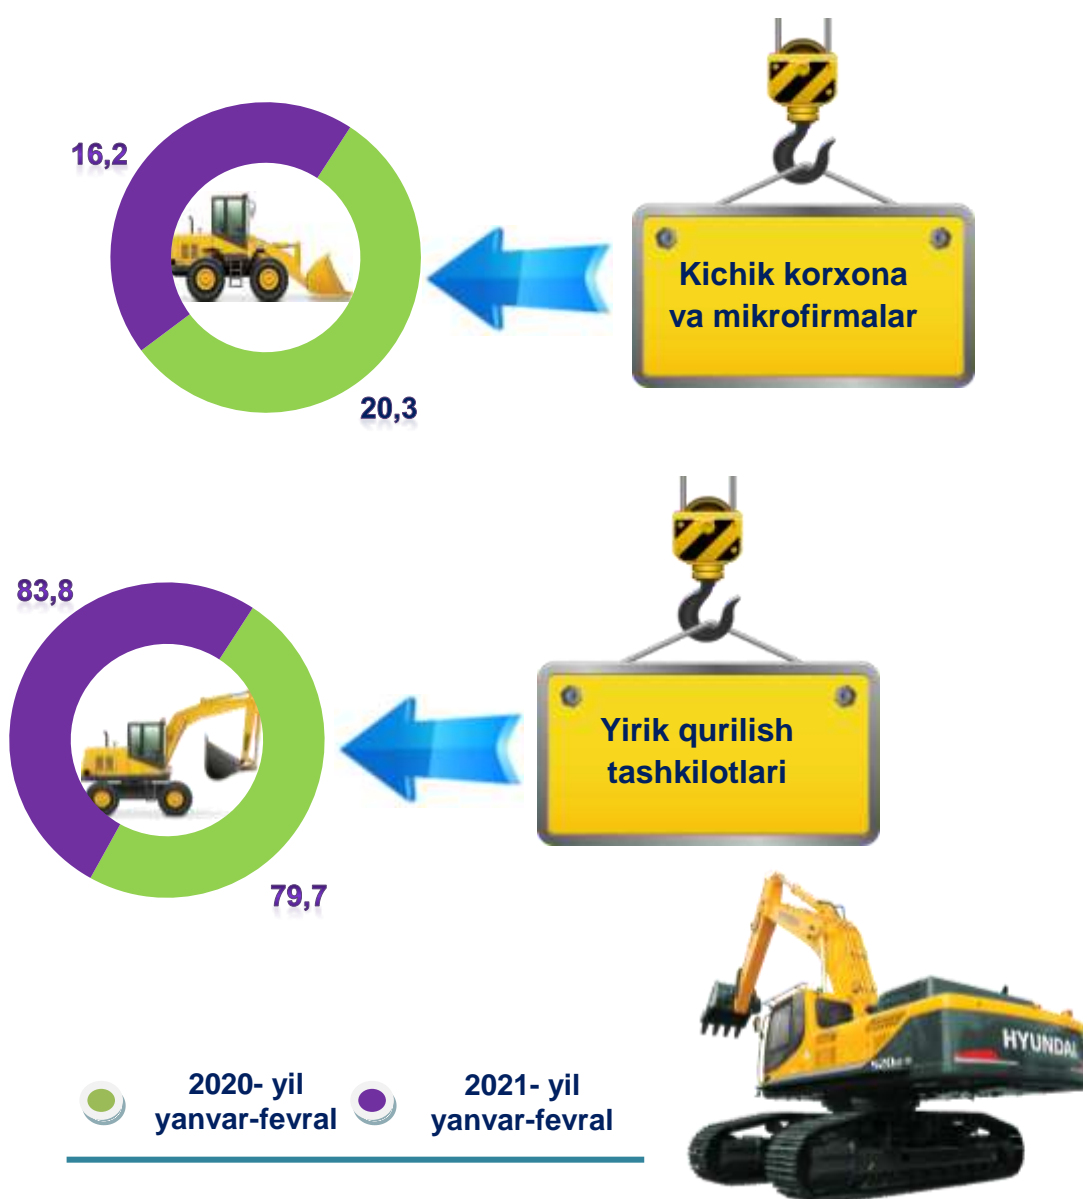 16,2
Kichik korxona
va mikrofirmalar
20,3
83,8
Yirik qurilish
tashkilotlari
79,7
HYUNDAI
2020- yil
yanvar-fevral
2021- yil
yanvar-fevral